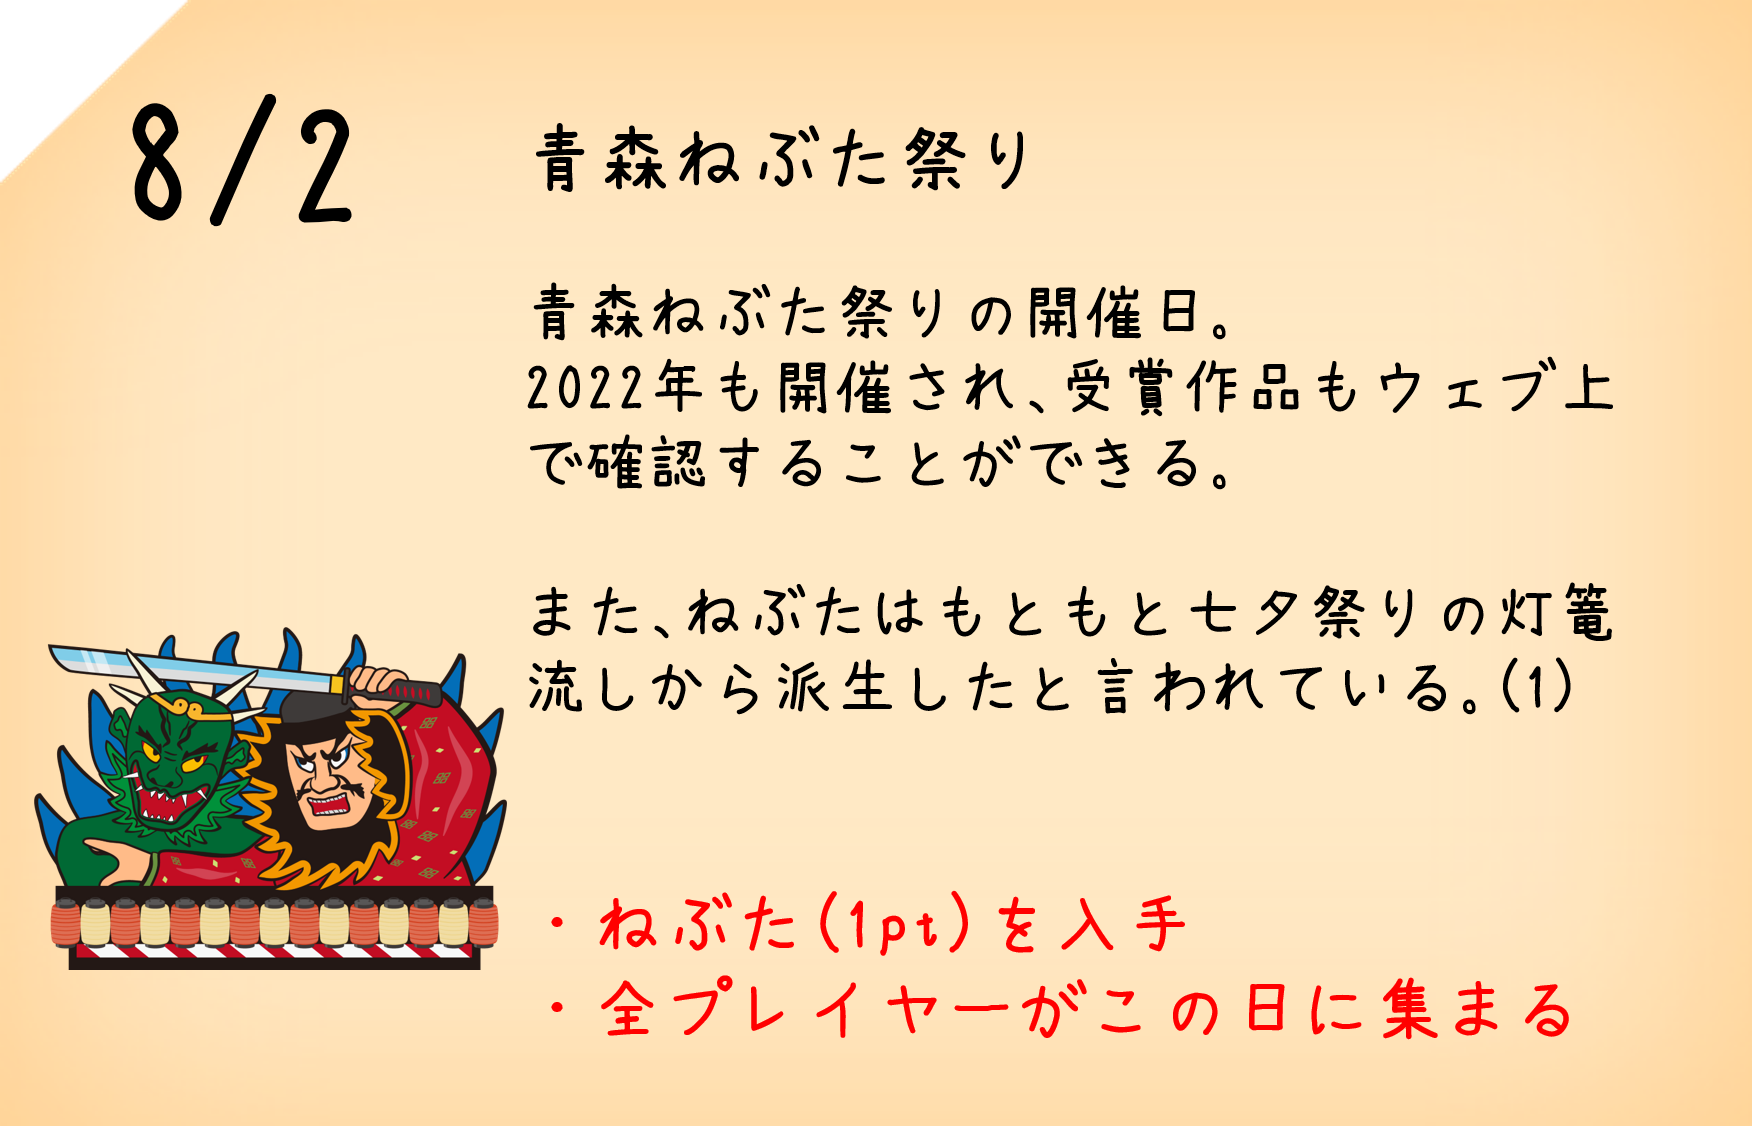 8/2
青森ねぶた祭り
青森ねぶた祭りの開催日。
2022年も開催され、受賞作品もウェブ上
で確認することができる。
また、ねぶたはもともと七夕祭りの灯篭
流しから派生したと言われている。(1)
・ねぶた(1pt)を入手
・全プレイヤーがこの日に集まる